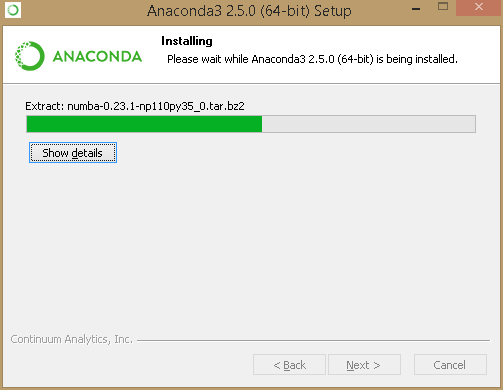 Anaconda3 2.5.0 (64-bit) Setup
ANACONDA
Installing
Please wait while Anaconda3 2.5.0 (64-bit) is being installed.
Extract: numba-0.23.1-np110py35_0.tar.bz2
Show details
Continuum Analytics, Inc.
< Back
Next >
Cancel